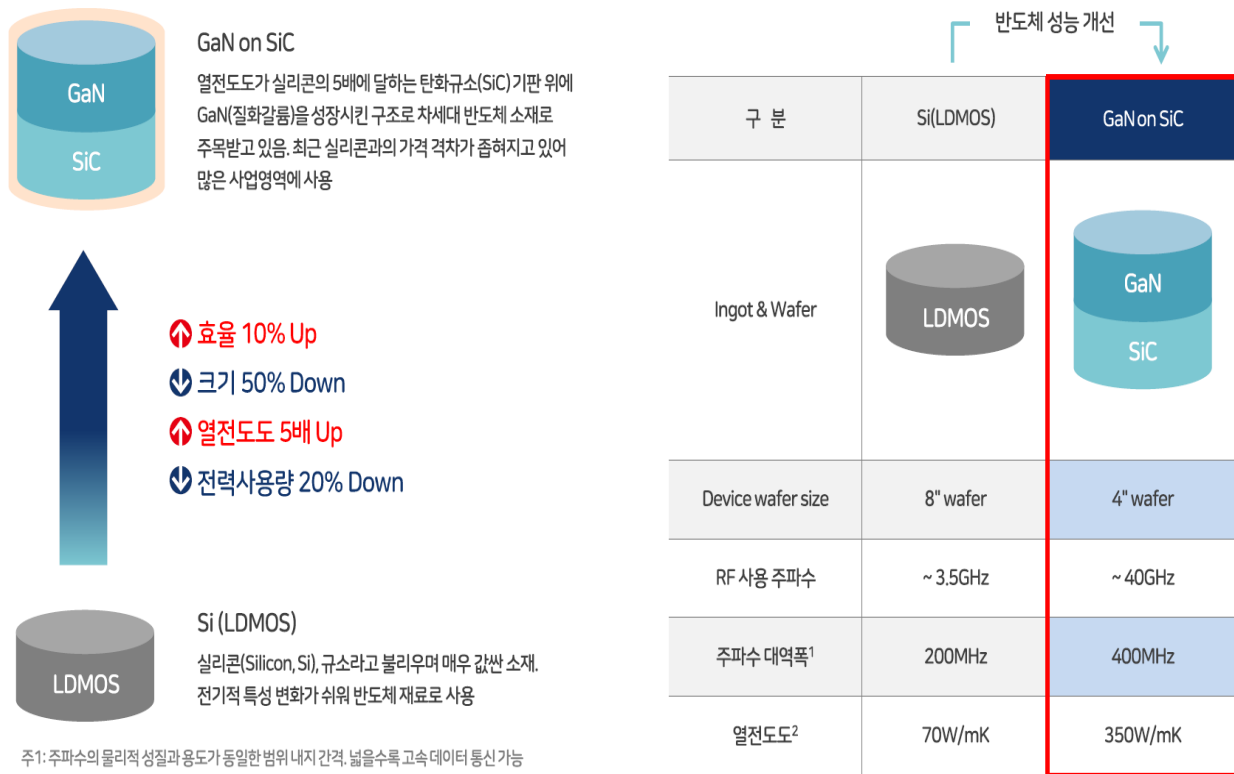 GaN
SiC
GaN on SiC
열전도도가 실리콘의 5배에 달하는 탄화규소(SiC) 기판 위에
GaN(질화갈륨)을 성장시킨 구조로 차세대 반도체 소재로
주목받고 있음. 최근 실리콘과의 가격 격차가 좁혀지고 있어
많은 사업영역에 사용
효율 10% Up
크기 50% Down
열전도도 5배 Up
전력사용량 20% Down
LDMOS
Si (LDMOS)
실리콘(Silicon, Si), 규소라고 불리우며 매우 값싼 소재.
전기적 특성 변화가 쉬워 반도체 재료로 사용
주1: 주파수의 물리적 성질과 용도가 동일한 범위 내지 간격. 넓을수록 고속 데이터 통신 가능
반도체 성능 개선
구 분 Si(LDMOS) GaN on SiC
Ingot & Wafer LDMOS GaN SiC
Device wafer size 8" wafer 4" wafer
RF 사용 주파수 ~ 3.5GHz ~ 40GHz
주파수 대역폭1 200MHz 400MHz
열전도도2 70W/mK 350W/mK